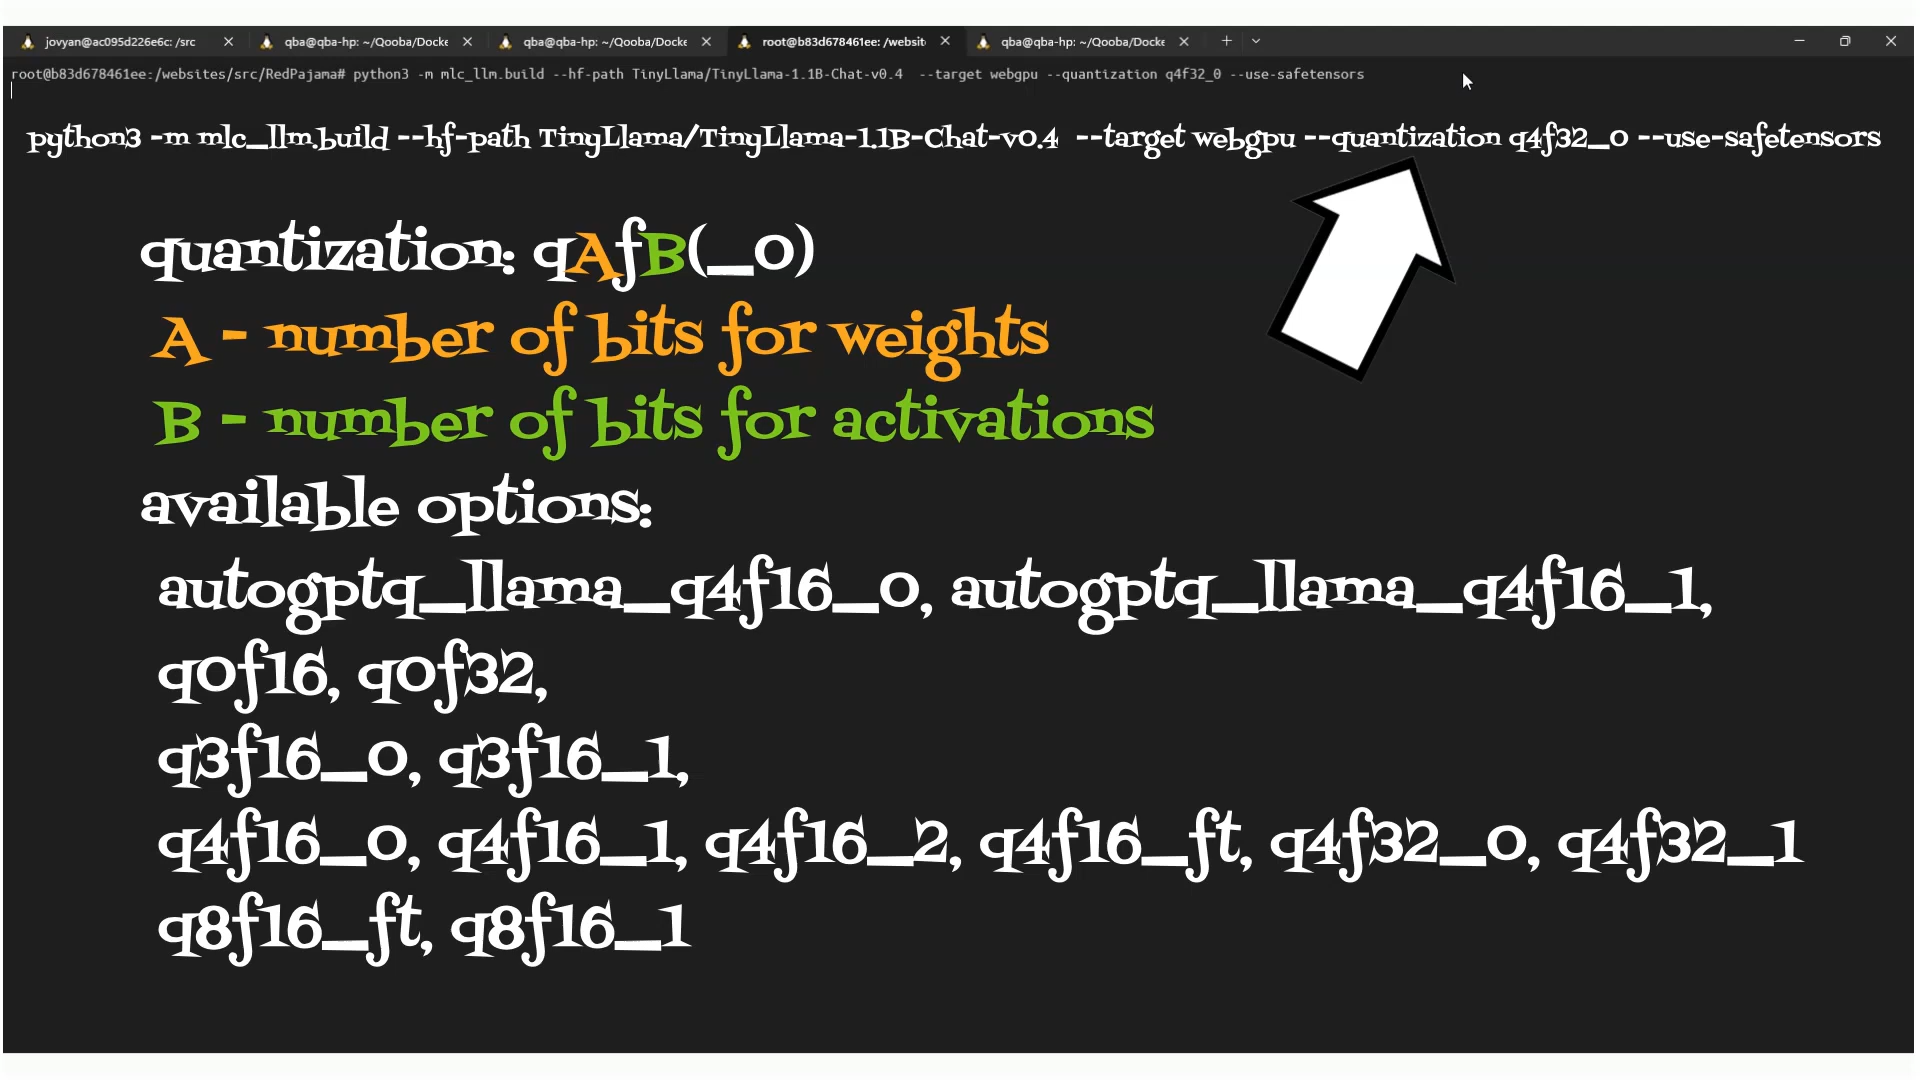 jovyan@ac095d226e6c: /src
qba@qba-hp: ~/Qooba/Docke
qba@qba-hp: ~/Qooba/Docke
root@b83d678461ee: /websit
qba@qba-hp: ~/Qooba/Docke
root@b83d678461ee:/websites/src/RedPajama# python3 -m mlc_llm.build --hf-path TinyLlama/TinyLlama-1.1B-Chat-v0.4  --target webgpu --quantization q4f32_0 --use-safetensors
python3 -m mlc_llm.build --hf-path TinyLlama/TinyLlama-1.1B-Chat-v0.4  --target webgpu --quantization q4f32_0 --use-safetensors
quantization: qAfB(_0)
A - number of bits for weights
B - number of bits for activations
available options:
autogptq_llama_q4f16_0, autogptq_llama_q4f16_1,
q0f16, q0f32,
q3f16_0, q3f16_1,
q4f16_0, q4f16_1, q4f16_2, q4f16_ft, q4f32_0, q4f32_1
q8f16_ft, q8f16_1